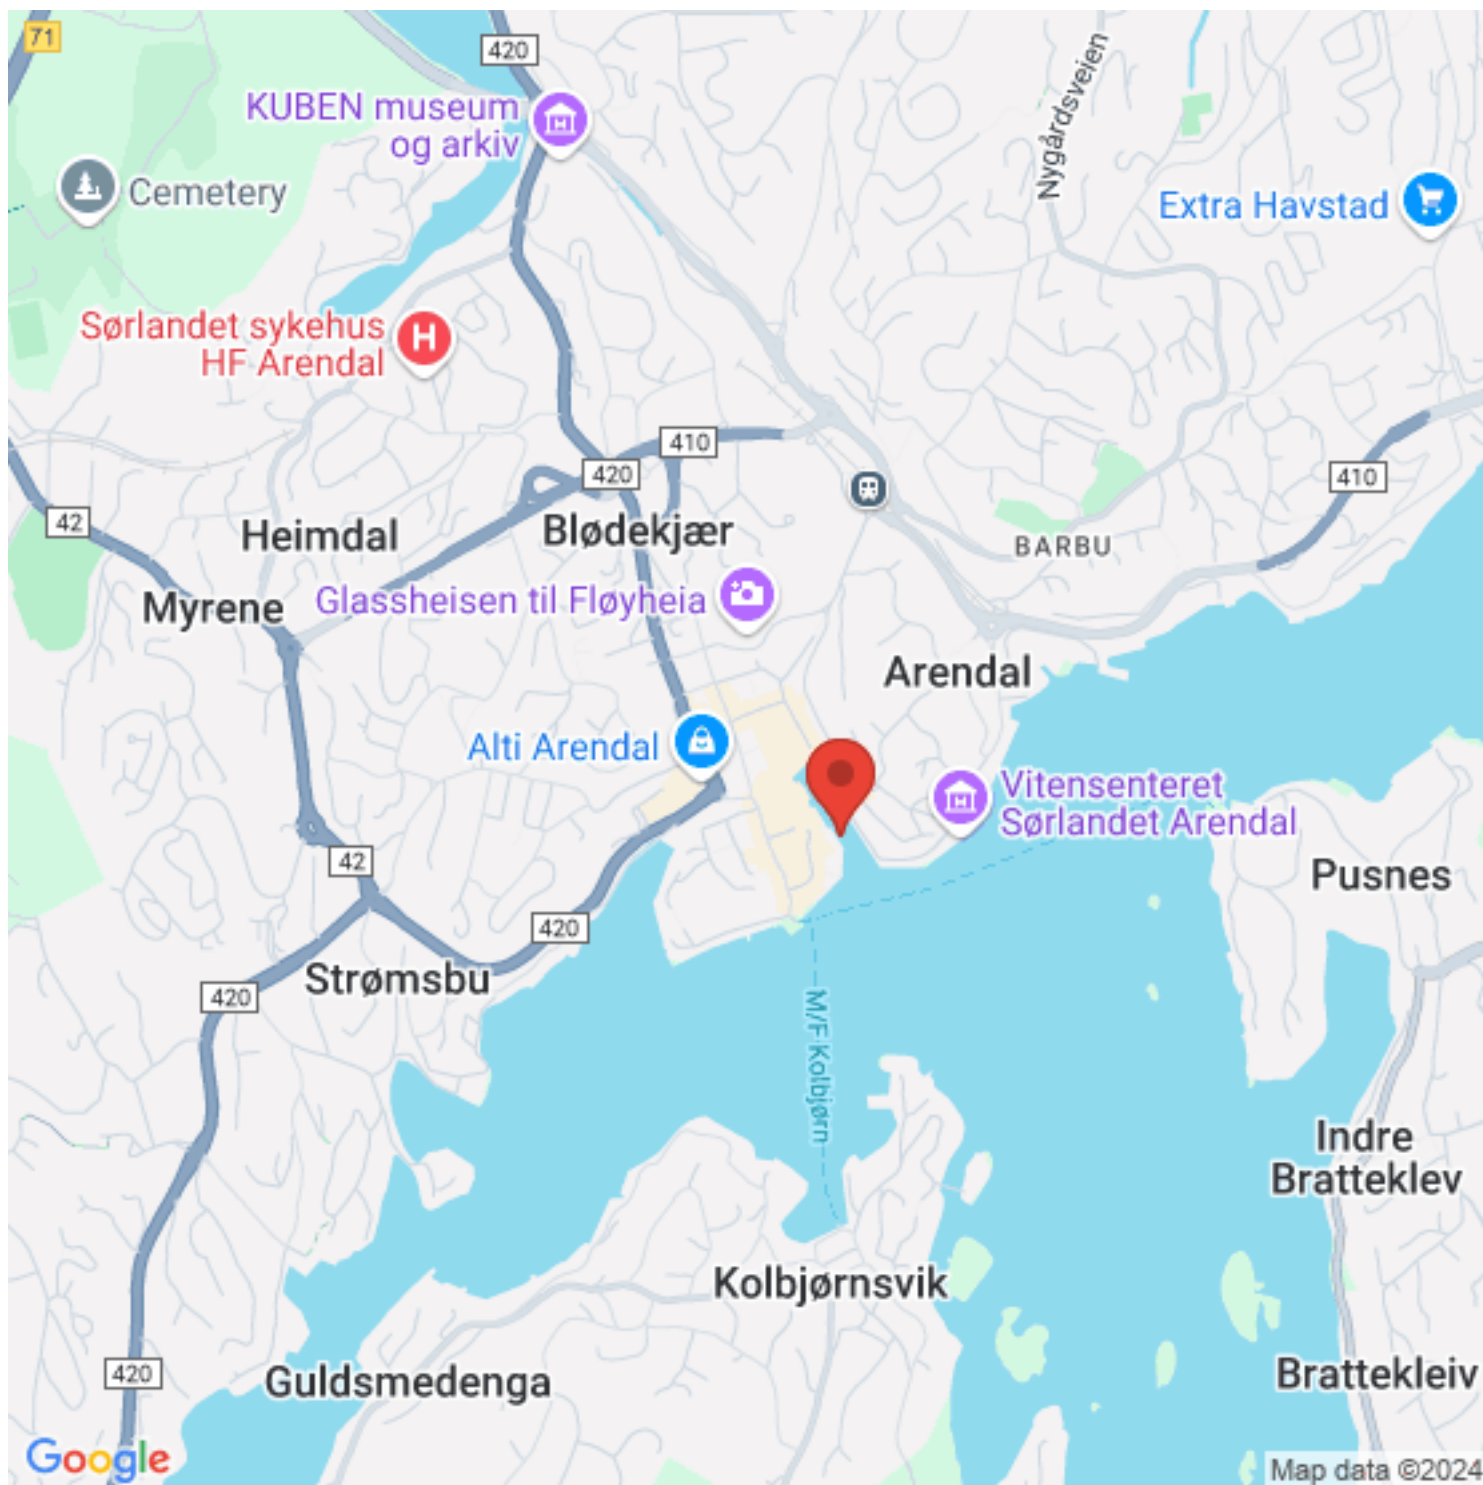 71
420
KUBEN museum
og arkiv
Nygårdsveien
Cemetery
Extra Havstad
Sørlandet sykehus
HF Arendal
H
410
420
410
42
Heimdal
Blødekjær
BARBU
Glassheisen til Fløyheia
Myrene
Arendal
Alti Arendal
Vitensenteret
Sørlandet Arendal
42
Pusnes
420
Strømsbu
420
M/F Kolbjørn
Indre
Bratteklev
Kolbjørnsvik
420
Guldsmedenga
Brattekleiv
Google
Map data ©2024